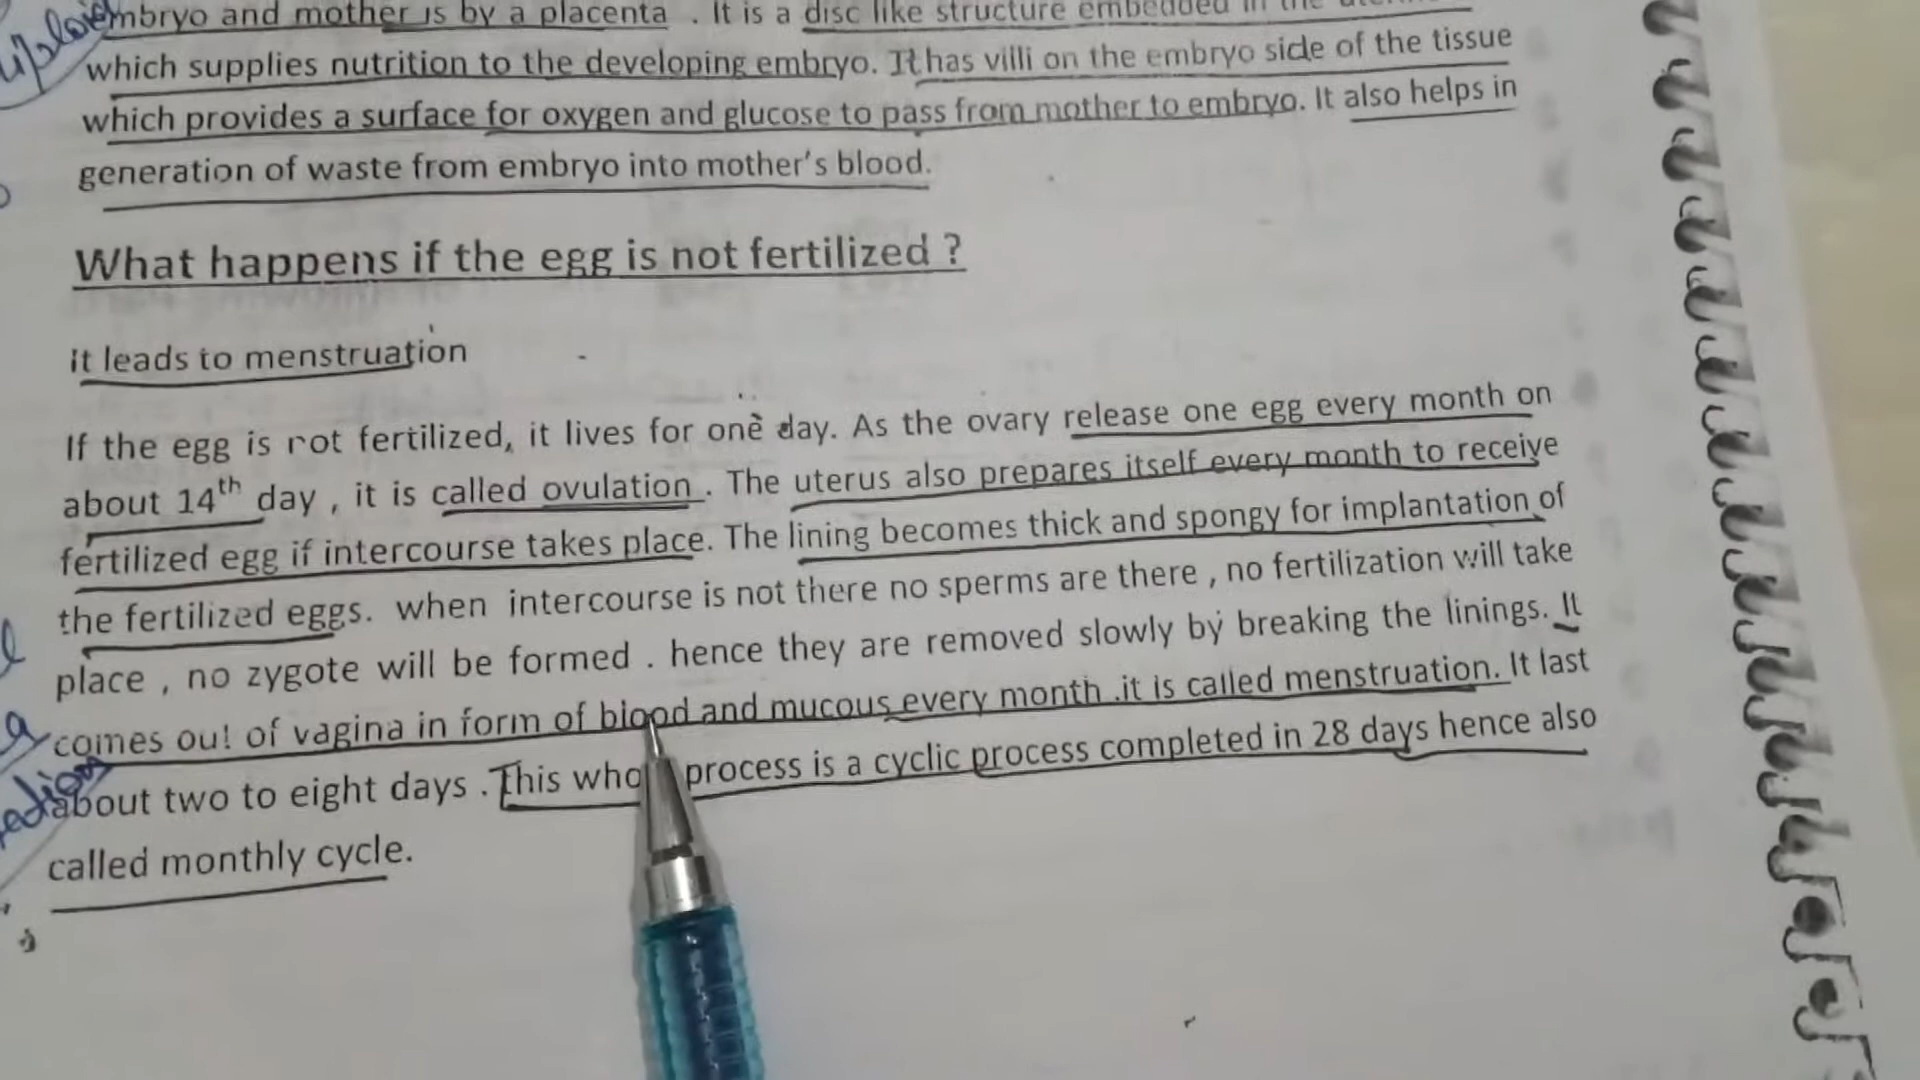 embryo and mother is by a placenta . It is a disc like structure embedded in the
which supplies nutrition to the developing embryo. It has villi on the embryo side of the tissue
which provides a surface for oxygen and glucose to pass from mother to embryo. It also helps in
generation of waste from embryo into mother's blood.
What happens if the egg is not fertilized ?
it leads to menstruation
If the egg is not fertilized, it lives for one day. As the ovary release one egg every month on
about 14th day , it is called ovulation . The uterus also prepares itself every month to receive
fertilized egg if intercourse takes place. The lining becomes thick and spongy for implantation of
the fertilized eggs. when intercourse is not there no sperms are there , no fertilization will take
place , no zygote will be formed . hence they are removed slowly by breaking the linings. It
comes out of vagina in form of blood and mucous every month .it is called menstruation. It last
about two to eight days . This process is a cyclic process completed in 28 days hence also
called monthly cycle.